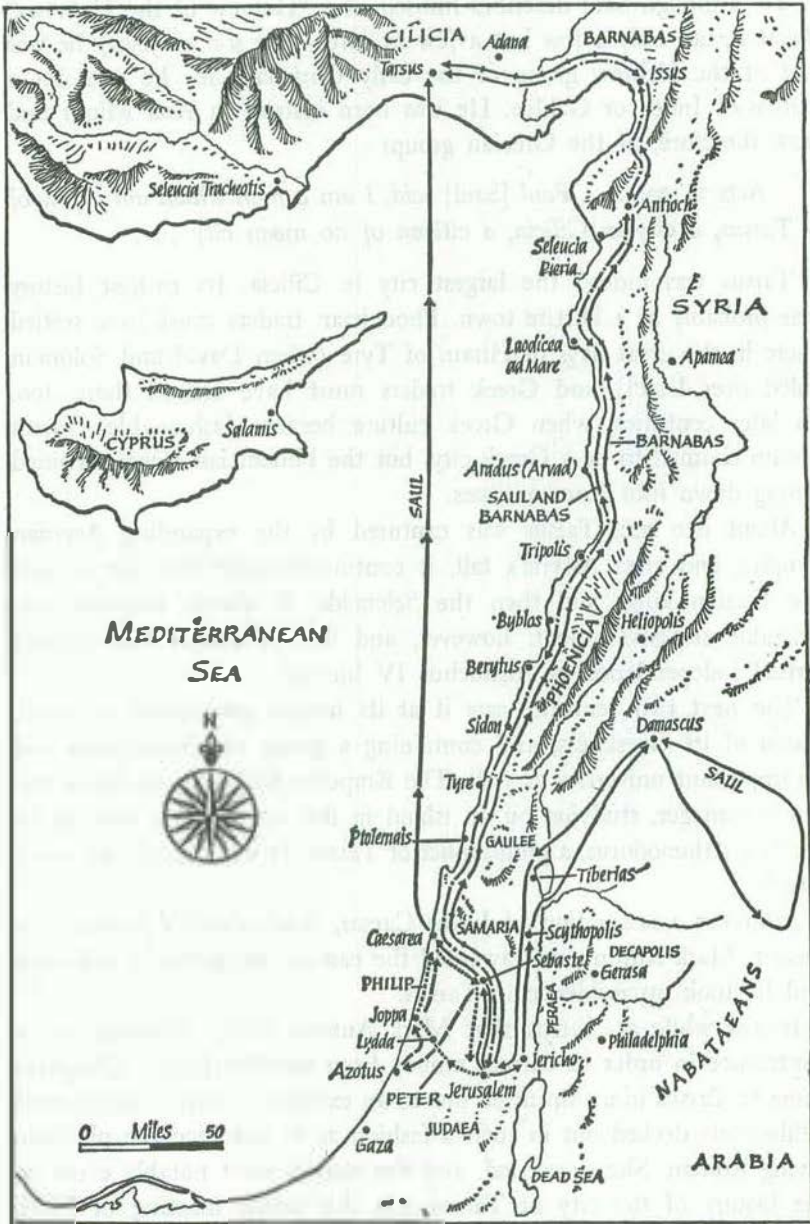 CILICIA
BARNABAS
Adana
Tarsus
Issus
Seleucia Tracheotis
Antioch
Seleucia
Pieria
SYRIA
Laodicea
ad Mare
Apamea
CYPRUS
Salamis
BARNABAS
Aradus (Arvad)
SAUL AND
BARNABAS
SAUL
Tripolis
Byblas
PHOENICIA
Heliopolis
MEDITERRANEAN
SEA
Berytus
Sidon
Damascus
N
SAUL
Tyre
Ptolemais
GALILEE
Tiberias
Caesarea
SAMARIA
Scythopolis
Sebaste
DECAPOLIS
Gerasa
PHILIP
PERAEA
Joppa
Lydda
Philadelphia
Jericho
Azotus
Jerusalem
NABATAEANS
PETER
JUDAEA
0 Miles 50
Gaza
ARABIA
DEAD SEA